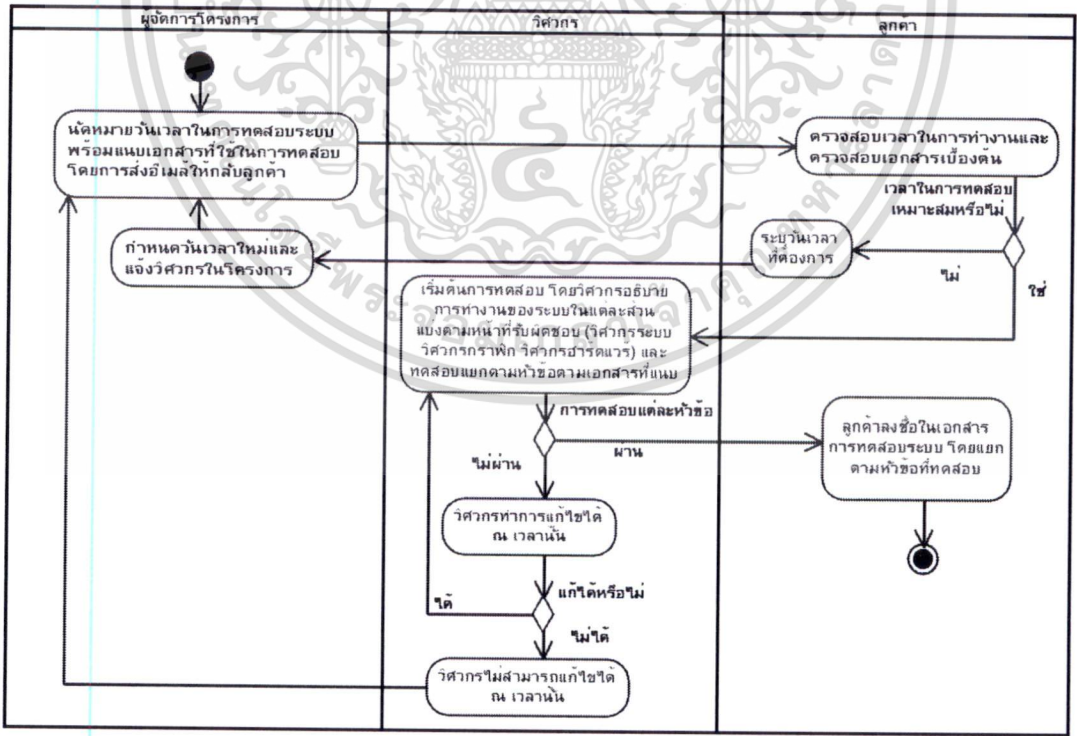 ผู้จัดการโครงการ
วิศวกร
ลูกค้า
นัดหมายวันเวลาในการทดสอบระบบ
พร้อมแนบเอกสารที่ใช้ในการทดสอบ
โดยการส่งอีเมล์ให้กลับลูกค้า
ตรวจสอบเวลาในการทำงานและ
ตรวจสอบเอกสารเบื้องต้น
เวลาในการทดสอบ
เหมาะสมหรือไม่
กำหนดวันเวลาใหม่และ
แจ้งวิศวกรในโครงการ
ระบุวันเวลา
ที่ต้องการ
ไม่
ใช่
เริ่มต้นการทดสอบ โดยวิศวกรอธิบาย
การทำงานของระบบในแต่ละส่วน
แบ่งตามหน้าที่รับผิดชอบ (วิศวกรระบบ
วิศวกรกราฟิก วิศวกรฮาร์ดแวร์) และ
ทดสอบแยกตามหัวข้อตามเอกสารที่แนบ
การทดสอบแต่ละหัวข้อ
ผ่าน
ไม่ผ่าน
ลูกค้าลงชื่อในเอกสาร
การทดสอบระบบ โดยแยก
ตามหัวข้อที่ทดสอบ
วิศวกรทำการแก้ไขได้
ณ เวลานั้น
แก้ได้หรือไม่
ได้
ไม่ได้
วิศวกรไม่สามารถแก้ไขได้
ณ เวลานั้น